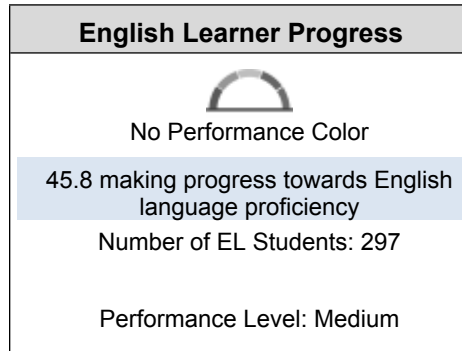 English Learner Progress
No Performance Color
45.8 making progress towards English
language proficiency
Number of EL Students: 297
Performance Level: Medium